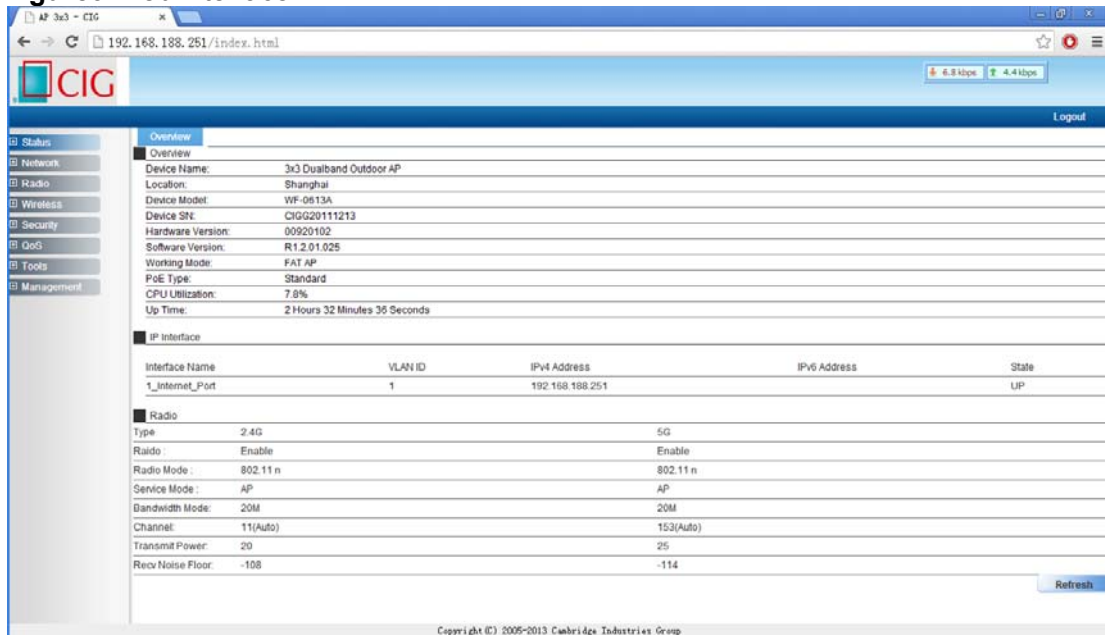 AP 3x3 - CIG
192.168.188.251/index.html
CIG
6.8 kbps 4.4 kbps
Logout
Status
Network
Radio
Wireless
Security
QoS
Tools
Management
Overview
Overview
Device Name: 3x3 Dualband Outdoor AP
Location: Shanghai
Device Model: WF-0613A
Device SN: CIGG20111213
Hardware Version: 00920102
Software Version: R1.2.01.025
Working Mode: FAT AP
PoE Type: Standard
CPU Utilization: 7.8%
Up Time: 2 Hours 32 Minutes 36 Seconds
IP Interface
Interface Name VLAN ID IPv4 Address IPv6 Address State
1_Internet_Port 1 192.168.188.251 UP
Radio
Type 2.4G 5G
Raido : Enable Enable
Radio Mode : 802.11 n 802.11 n
Service Mode : AP AP
Bandwidth Mode: 20M 20M
Channel: 11(Auto) 153(Auto)
Transmit Power: 20 25
Recv Noise Floor: -108 -114
Refresh
Copyright (C) 2005-2013 Cambridge Industries Group